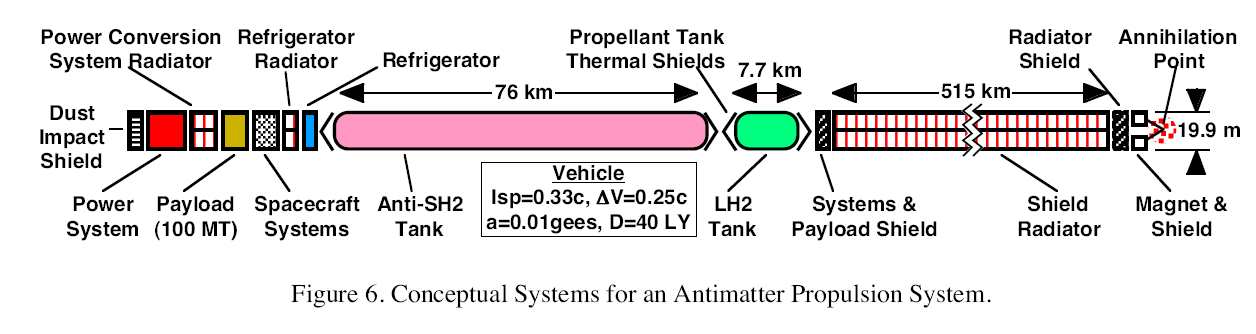 Power Conversion
System Radiator
Refrigerator
Radiator
Refrigerator
Propellant Tank
Thermal Shields
7.7 km
Radiator
Shield
Annihilation
Point
76 km
515 km
Dust
Impact
Shield
19.9 m
Power
System
Payload
(100 MT)
Spacecraft
Systems
Anti-SH2
Tank
Vehicle
Isp=0.33c, ΔV=0.25c
a=0.01gees, D=40 LY
LH2
Tank
Systems &
Payload Shield
Shield
Radiator
Magnet &
Shield
Figure 6. Conceptual Systems for an Antimatter Propulsion System.